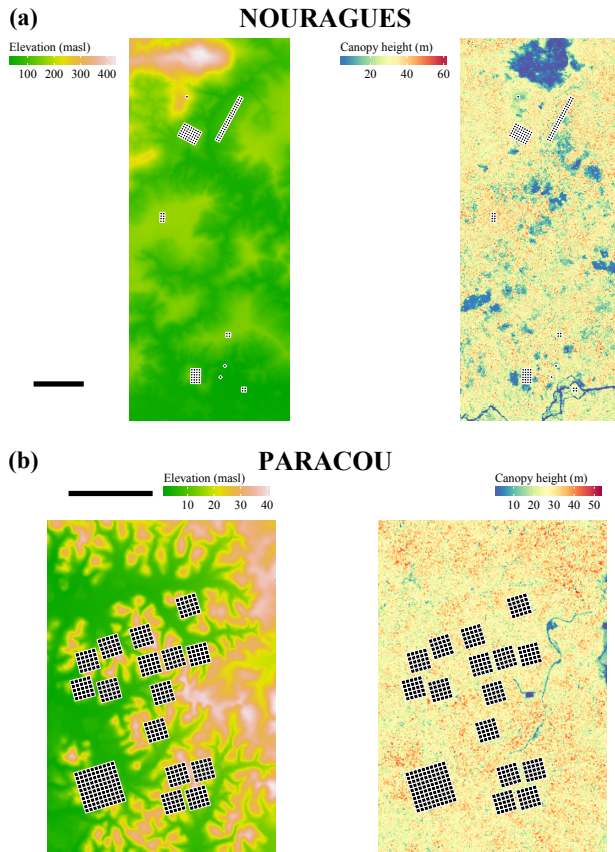 (a) NOURAGUES
Elevation (masl)
100 200 300 400
Canopy height (m)
20 40 60
(b) PARACOU
Elevation (masl)
10 20 30 40
Canopy height (m)
10 20 30 40 50